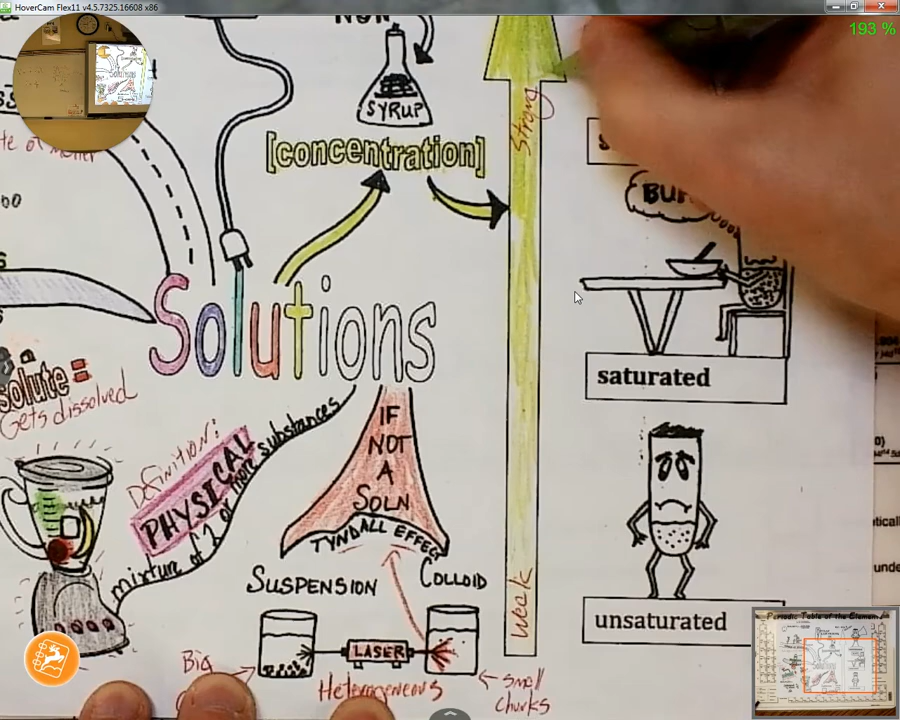 HoverCam Flex11 v4.5.7325.16608 x86
193 %
SYRUP
[concentration]
Strong
Solutions
solute =
Gets dissolved
Definition:
PHYSICAL
mixture of 2 or more substances
IF
NOT
A
SOLN
TYNDALL EFFECT
SUSPENSION
COLLOID
LASER
Big
Heterogeneous
small
chunks
weak
saturated
unsaturated
Periodic Table of the Elements